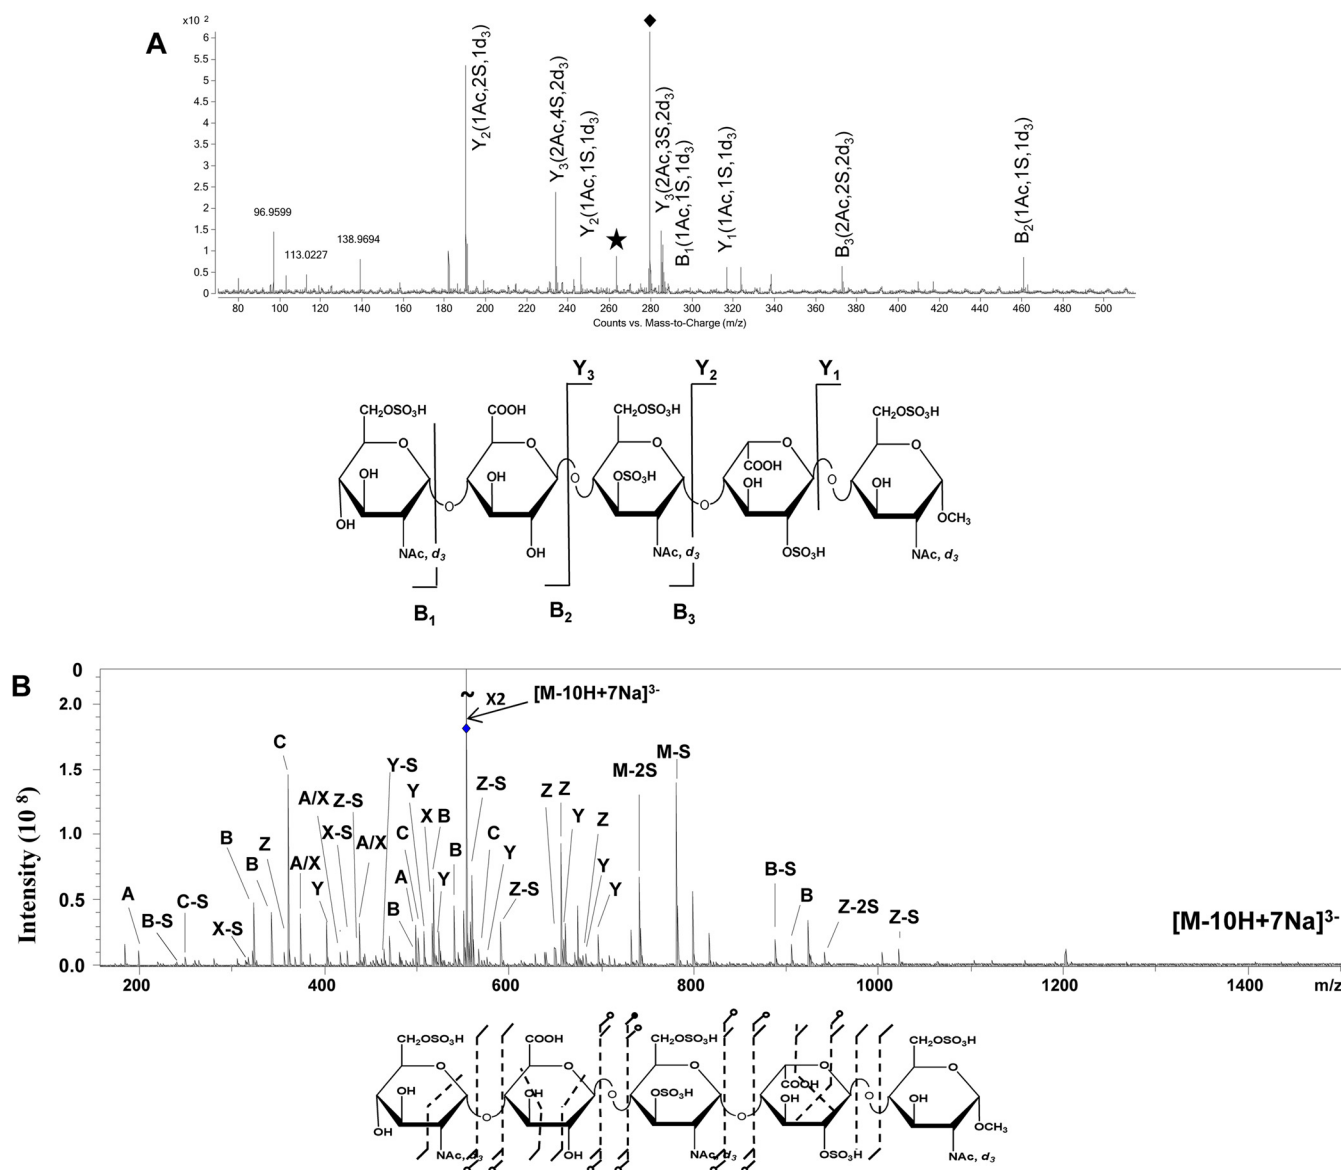 A
x10 2
6
5.5
5
4.5
4
3.5
3
2.5
2
1.5
1
0.5
0
96.9599
113.0227
138.9694
Y2(1Ac,2S,1d3)
Y3(2Ac,4S,2d3)
Y2(1Ac,1S,1d3)
Y3(2Ac,3S,2d3)
B1(1Ac,1S,1d3)
Y1(1Ac,1S,1d3)
B3(2Ac,2S,2d3)
B2(1Ac,1S,1d3)
80 100 120 140 160 180 200 220 240 260 280 300 320 340 360 380 400 420 440 460 480 500
Counts vs. Mass-to-Charge (m/z)
Y3 Y2 Y1
CH2OSO3H COOH CH2OSO3H CH2OSO3H
O O O O O
OH OH OSO3H COOH OH OH
O O O O
OH OH OSO3H OCH3
NAc, d3 NAc, d3 NAc, d3
B1 B2 B3
B
0
2.0
1.5
1.0
0.5
0.0
Intensity (10 8)
~ X2 [M-10H+7Na]3-
C
Y-S
M-2S
M-S
A/X Z-S
Y
Z-S
Z Z
X-S
A/X
C
X B
C
Y
Z
B
Z
A/X
B
Y
A
B
Y
Y
Y
A
B-S
C-S
X-S
B
Z-S
B-S
B
Z-2S
Z-S
[M-10H+7Na]3-
200 400 600 800 1000 1200 1400 m/z
CH2OSO3H COOH CH2OSO3H CH2OSO3H
O O O O O
OH OH OSO3H COOH OH OH
O O O O
OH OH OSO3H OCH3
NAc, d3 NAc, d3 NAc, d3